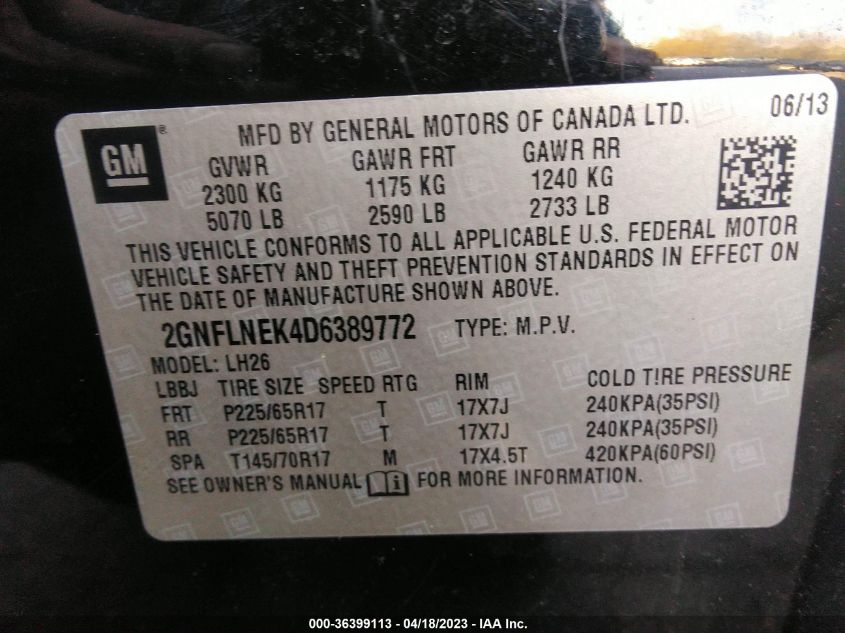 GM ®
MFD BY GENERAL MOTORS OF CANADA LTD. 06/13
GVWR GAWR FRT GAWR RR
2300 KG 1175 KG 1240 KG
5070 LB 2590 LB 2733 LB
THIS VEHICLE CONFORMS TO ALL APPLICABLE U.S. FEDERAL MOTOR
VEHICLE SAFETY AND THEFT PREVENTION STANDARDS IN EFFECT ON
THE DATE OF MANUFACTURE SHOWN ABOVE.
2GNFLNEK4D6389772 TYPE: M.P.V.
MODEL: LH26
LBBJ TIRE SIZE SPEED RTG RIM COLD TIRE PRESSURE
FRT P225/65R17 T 17X7J 240KPA(35PSI)
RR P225/65R17 T 17X7J 240KPA(35PSI)
SPA T145/70R17 M 17X4.5T 420KPA(60PSI)
SEE OWNER'S MANUAL i FOR MORE INFORMATION.
000-36399113 - 04/18/2023 - IAA Inc.